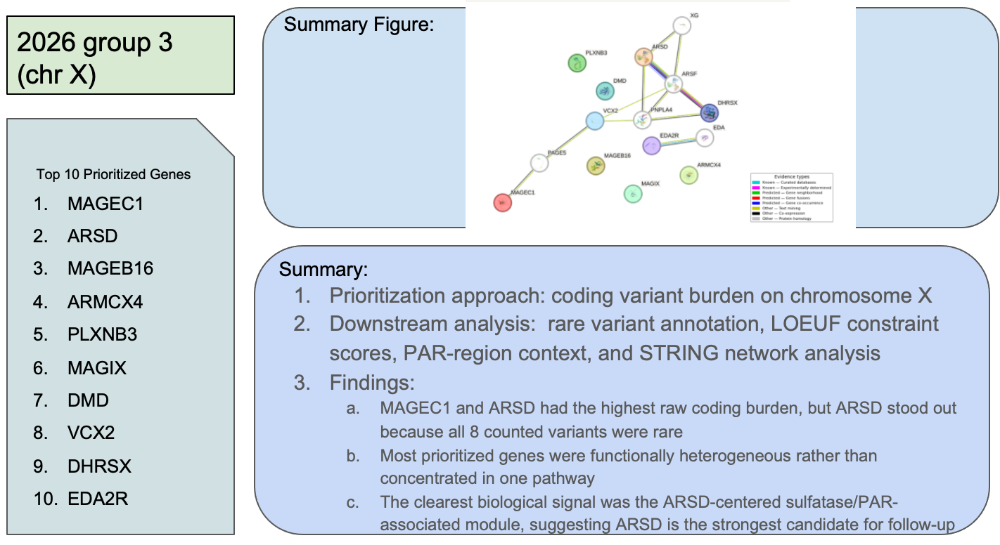 2026 group 3
(chr X)
Top 10 Prioritized Genes
1. MAGEC1
2. ARSD
3. MAGEB16
4. ARMCX4
5. PLXNB3
6. MAGIX
7. DMD
8. VCX2
9. DHRSX
10. EDA2R
Summary Figure:
XG
ARSD
PLXNB3
ARSF
DMD
DHRSX
VCX2
PNPLA4
EDA
EDA2R
PAGE5
MAGEB16
ARMCX4
MAGIX
MAGEC1
Evidence types
Known — Curated databases
Known — Experimentally determined
Predicted — Gene neighborhood
Predicted — Gene fusions
Predicted — Gene co-occurrence
Other — Text mining
Other — Co-expression
Other — Protein homology
Summary:
1. Prioritization approach: coding variant burden on chromosome X
2. Downstream analysis: rare variant annotation, LOEUF constraint
scores, PAR-region context, and STRING network analysis
3. Findings:
a. MAGEC1 and ARSD had the highest raw coding burden, but ARSD stood out
because all 8 counted variants were rare
b. Most prioritized genes were functionally heterogeneous rather than
concentrated in one pathway
c. The clearest biological signal was the ARSD-centered sulfatase/PAR-
associated module, suggesting ARSD is the strongest candidate for follow-up